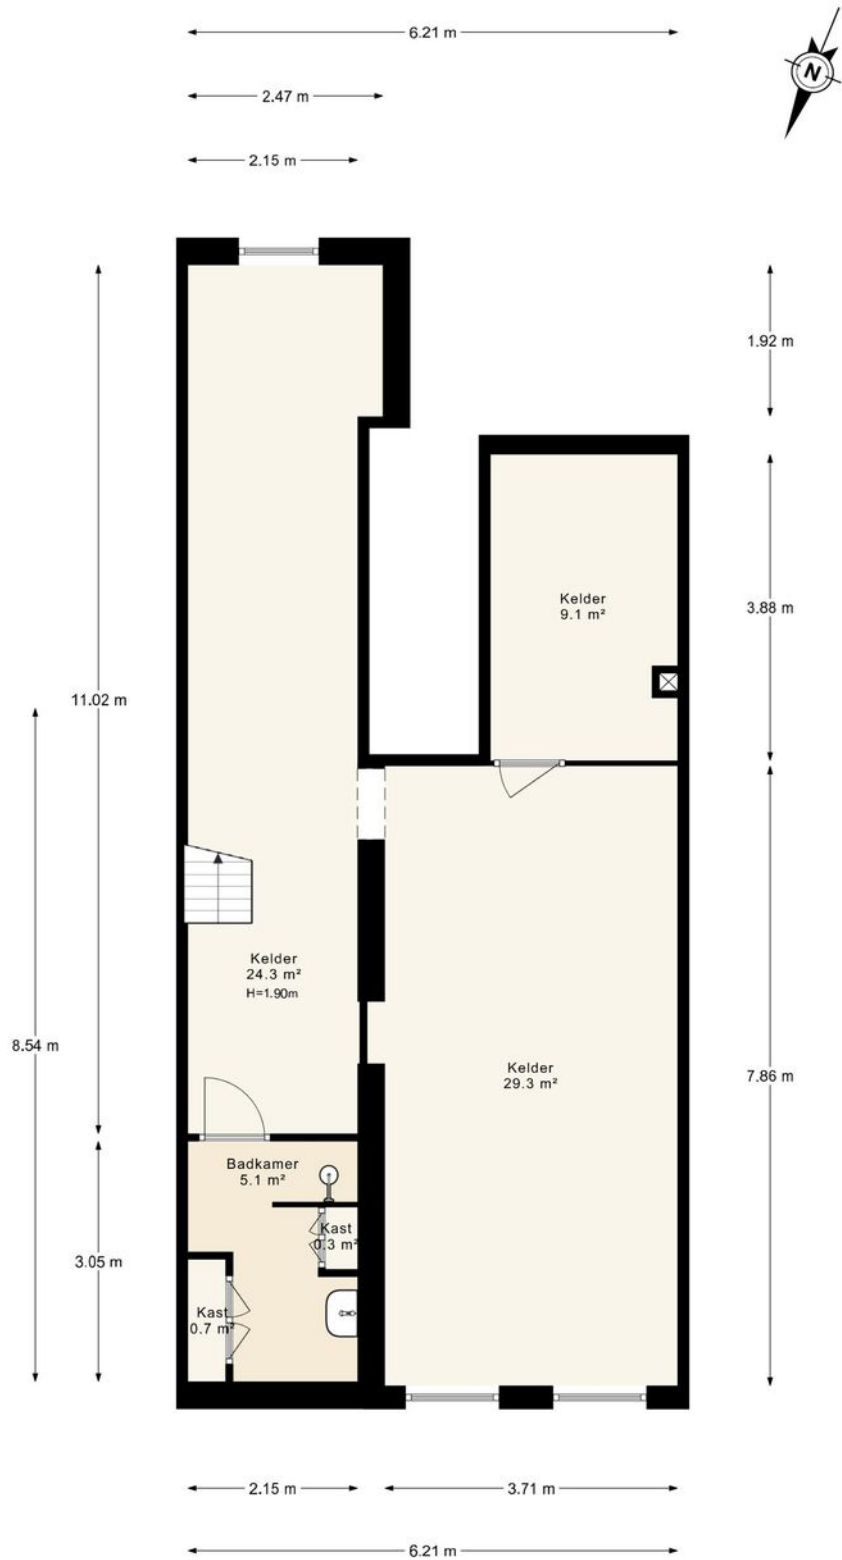 6.21 m
N
2.47 m
2.15 m
1.92 m
Kelder
9.1 m²
3.88 m
11.02 m
Kelder
24.3 m²
H=1.90m
8.54 m
Kelder
29.3 m²
7.86 m
Badkamer
5.1 m²
Kast
0.3 m²
3.05 m
Kast
0.7 m²
2.15 m
3.71 m
6.21 m